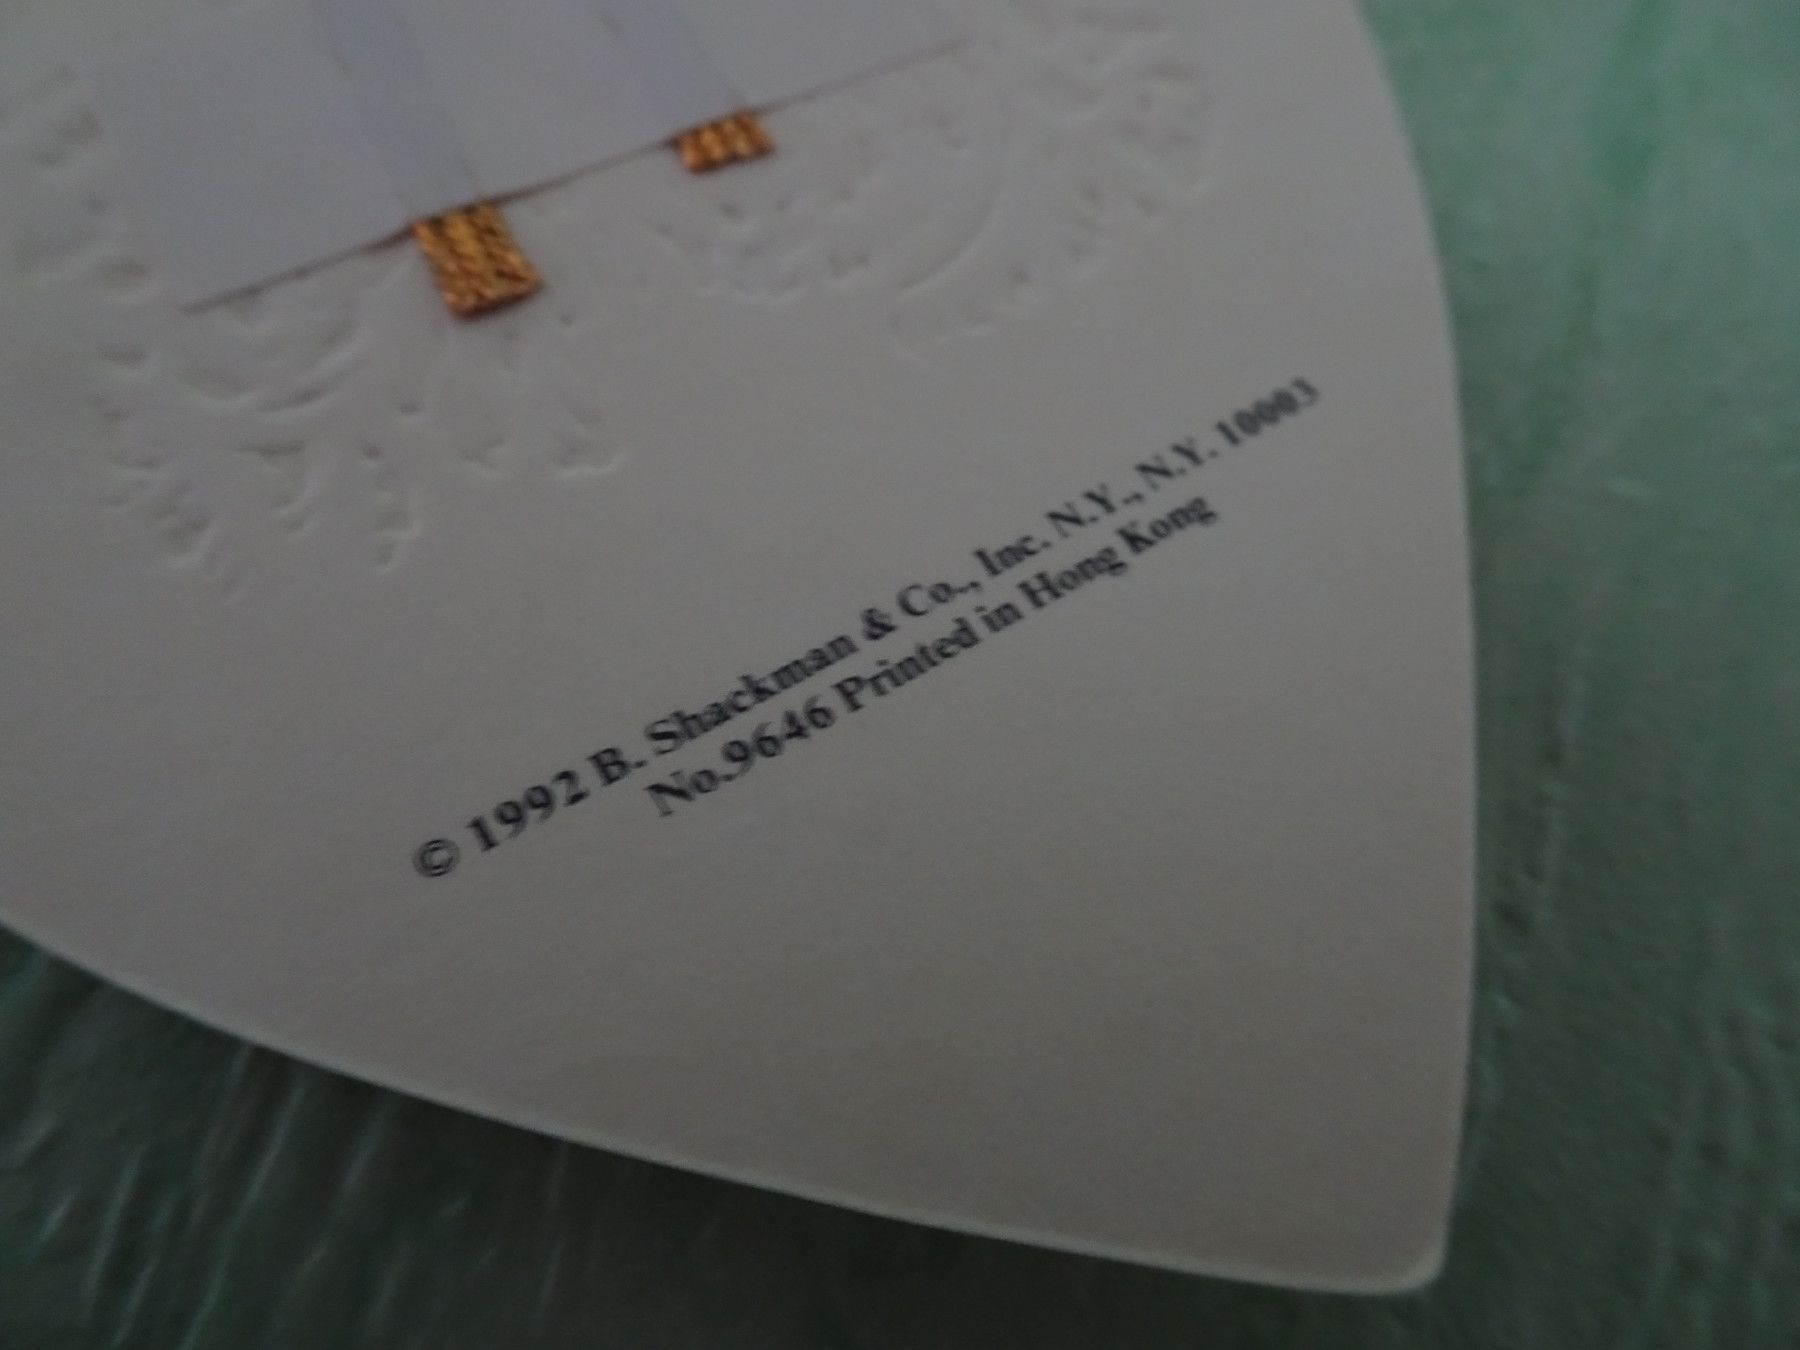 © 1992 B. Shackman & Co., Inc. N.Y., N.Y. 10003
No.9646 Printed in Hong Kong